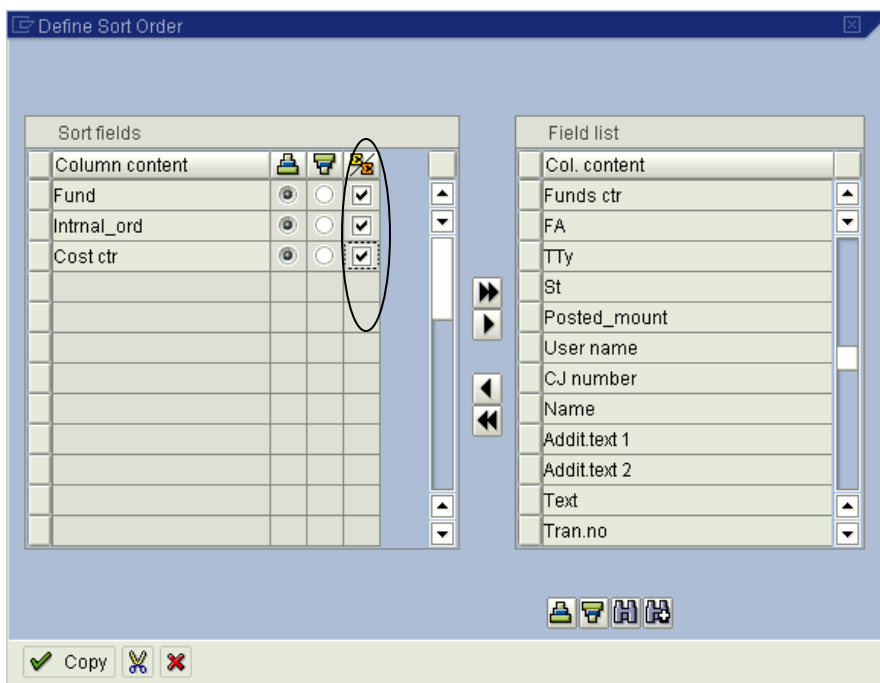 Define Sort Order
Sort fields
Column content
Fund
Intrnal_ord
Cost ctr
Field list
Col. content
Funds ctr
FA
TTy
St
Posted_mount
User name
CJ number
Name
Addit.text 1
Addit.text 2
Text
Tran.no
Copy